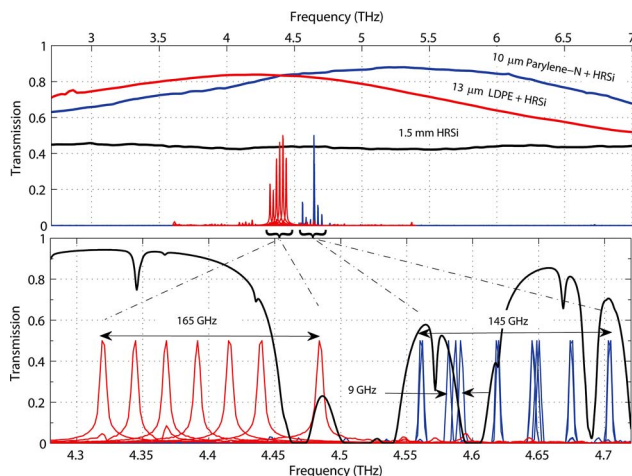 Frequency (THz)
3 3.5 4 4.5 5 5.5 6 6.5 7
1
0.8
0.6
0.4
0.2
0
Transmission
10 μm Parylene–N + HRSi
13 μm LDPE + HRSi
1.5 mm HRSi
1
0.8
0.6
0.4
0.2
0
Transmission
165 GHz
145 GHz
9 GHz
4.3 4.35 4.4 4.45 4.5 4.55 4.6 4.65 4.7
Frequency (THz)